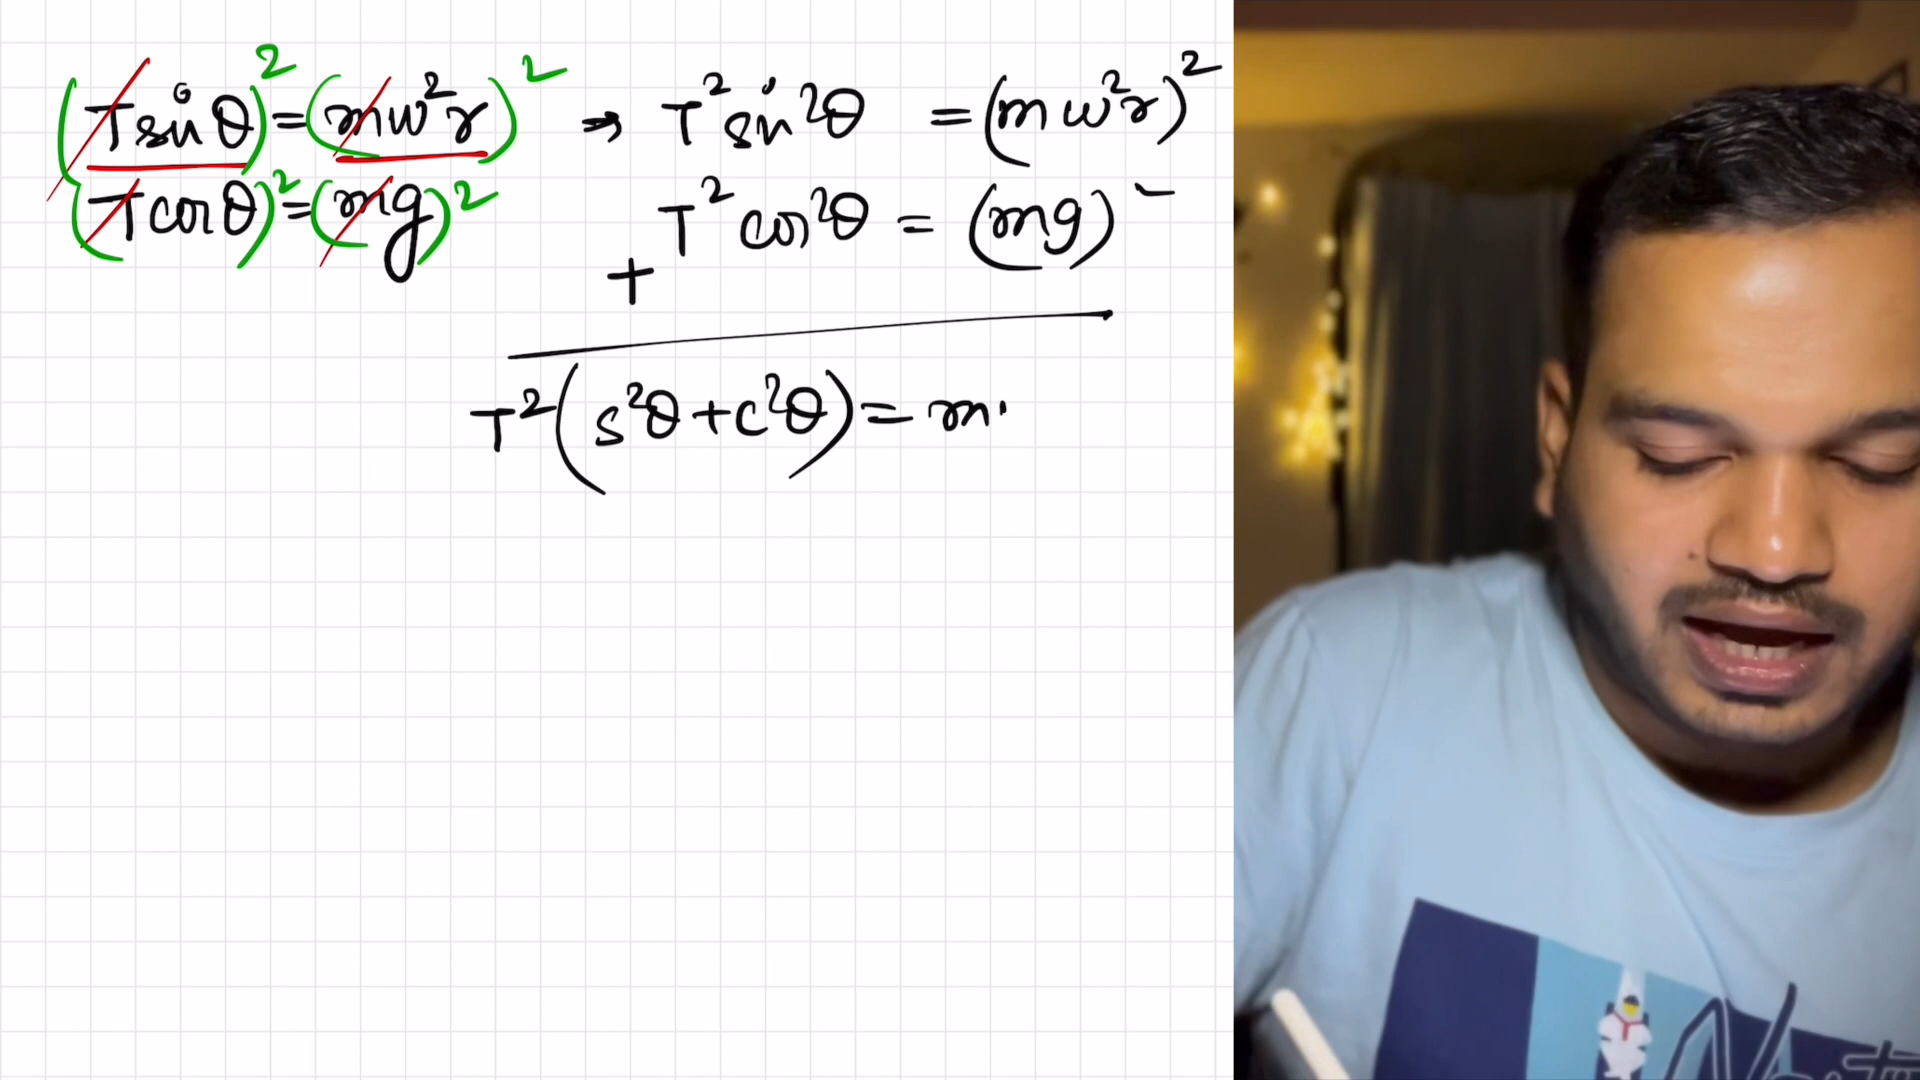 (T sin θ)² = (mω²r)² ⇒ T² sin²θ = (mω²r)²
(T cos θ)² = (mg)² T² cos²θ = (mg)²
+
T²(s²θ + c²θ) = m